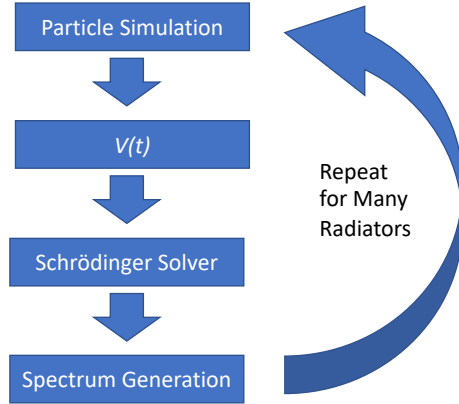 Particle Simulation
V(t)
Schrödinger Solver
Spectrum Generation
Repeat
for Many
Radiators